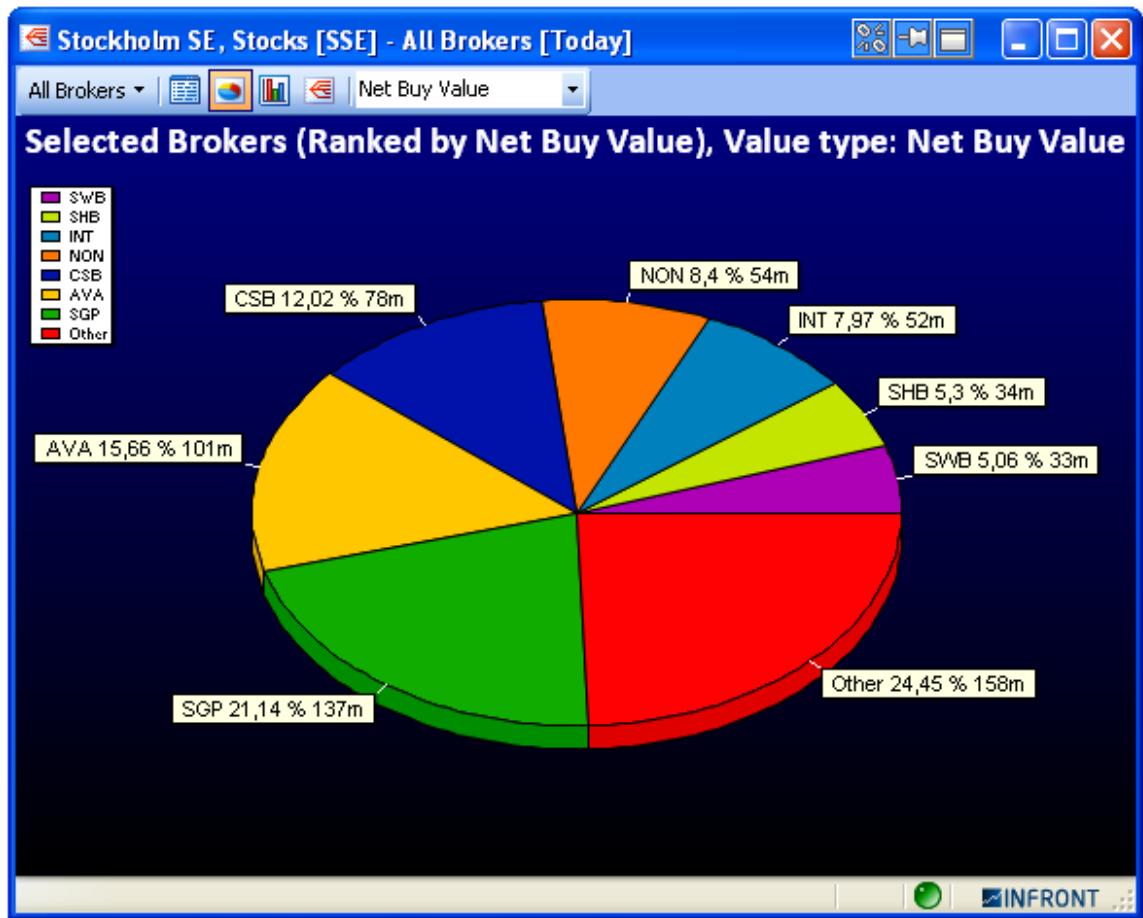 Stockholm SE, Stocks [SSE] - All Brokers [Today]
All Brokers
Net Buy Value
Selected Brokers (Ranked by Net Buy Value), Value type: Net Buy Value
SWB
SHB
INT
NON
CSB
AVA
SGP
Other
NON 8,4 % 54m
CSB 12,02 % 78m
INT 7,97 % 52m
SHB 5,3 % 34m
AVA 15,66 % 101m
SWB 5,06 % 33m
Other 24,45 % 158m
SGP 21,14 % 137m
INFRONT